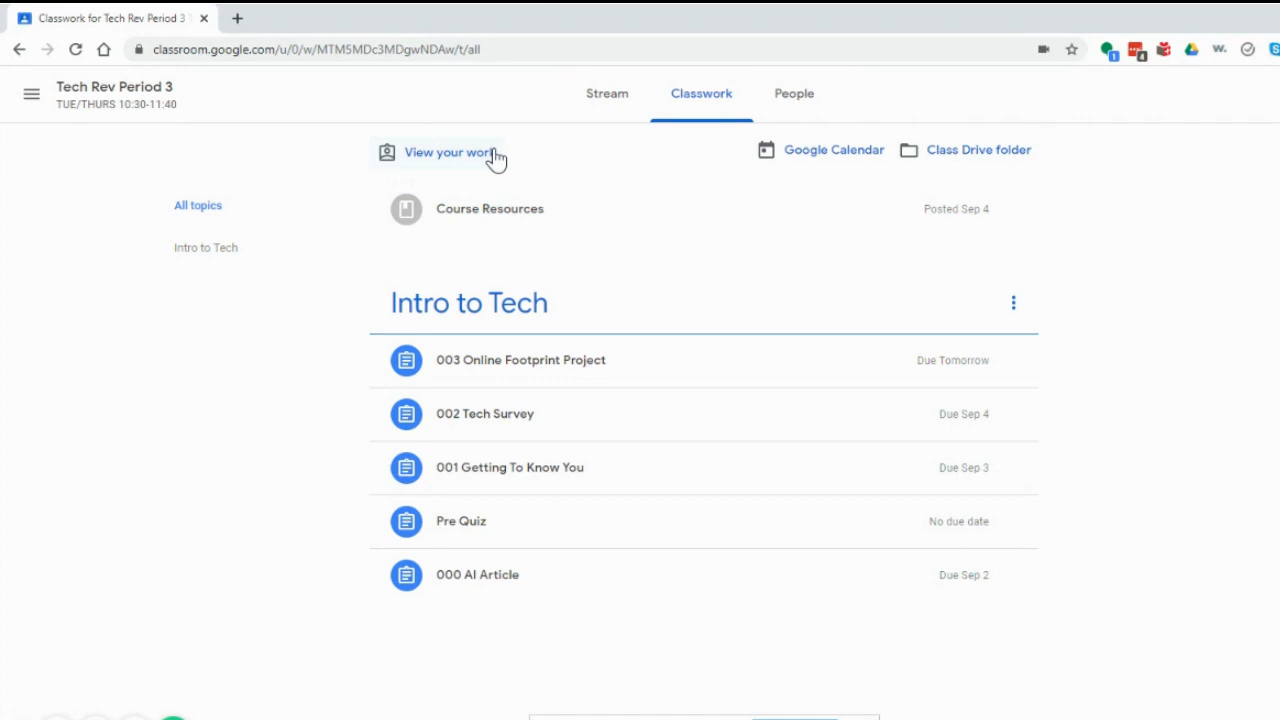 Classwork for Tech Rev Period 3
classroom.google.com/u/0/w/MTM5MDc3MDgwNDAw/t/all
1
4
w.
Tech Rev Period 3
TUE/THURS 10:30-11:40
Stream
Classwork
People
View your work
Google Calendar
Class Drive folder
All topics
Intro to Tech
Course Resources
Posted Sep 4
Intro to Tech
003 Online Footprint Project
Due Tomorrow
002 Tech Survey
Due Sep 4
001 Getting To Know You
Due Sep 3
Pre Quiz
No due date
000 AI Article
Due Sep 2